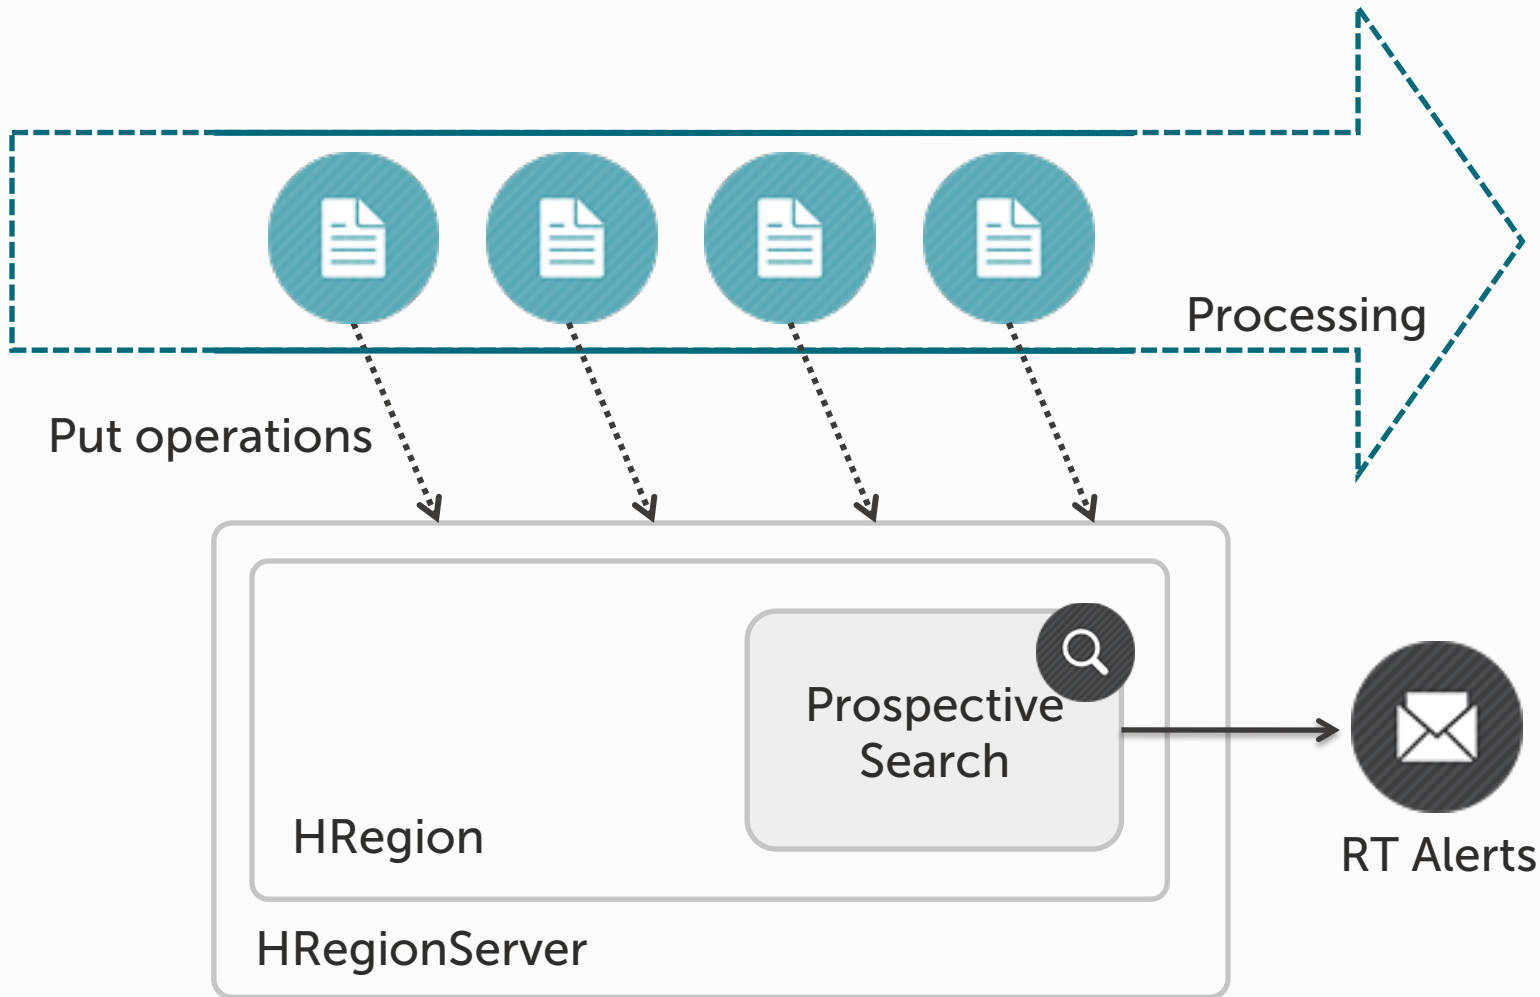 Processing
Put operations
Prospective
Search
HRegion
RT Alerts
HRegionServer